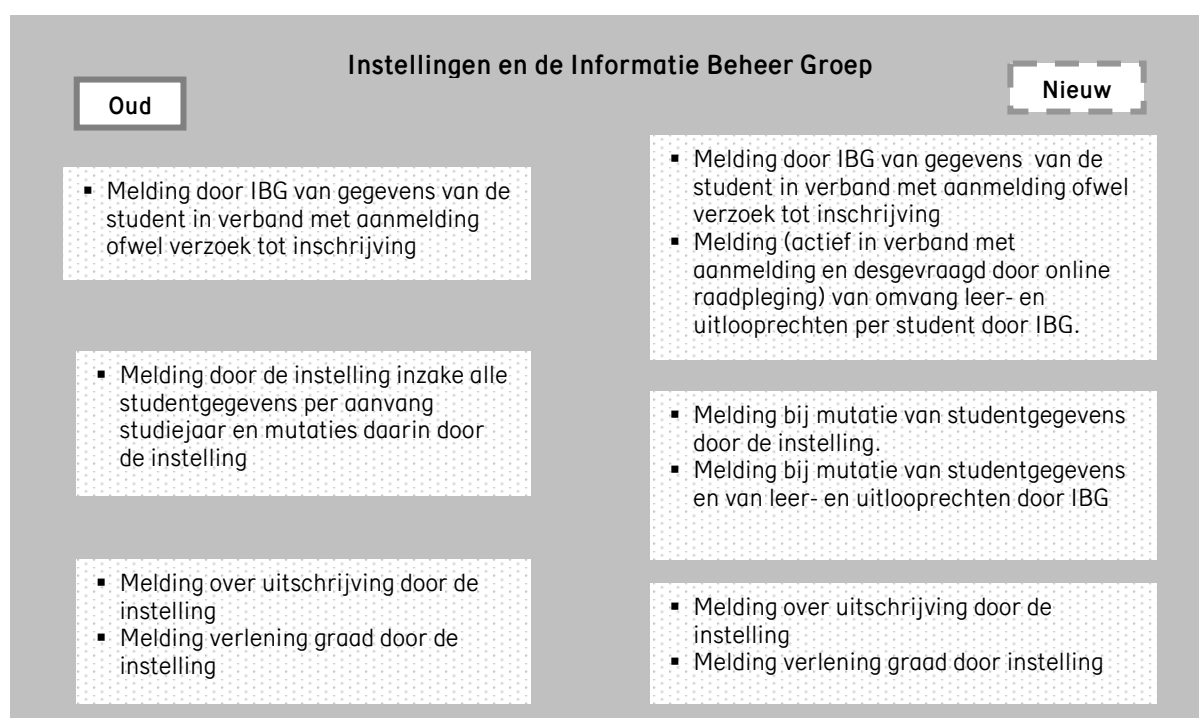 Instellingen en de Informatie Beheer Groep
Oud
▪ Melding door IBG van gegevens van de
student in verband met aanmelding
ofwel verzoek tot inschrijving
▪ Melding door de instelling inzake alle
studentgegevens per aanvang
studiejaar en mutaties daarin door
de instelling
▪ Melding over uitschrijving door de
instelling
▪ Melding verlening graad door de
instelling
Nieuw
▪ Melding door IBG van gegevens van de
student in verband met aanmelding ofwel
verzoek tot inschrijving
▪ Melding (actief in verband met
aanmelding en desgevraagd door online
raadpleging) van omvang leer- en
uitlooprechten per student door IBG.
▪ Melding bij mutatie van studentgegevens
door de instelling.
▪ Melding bij mutatie van studentgegevens
en van leer- en uitlooprechten door IBG
▪ Melding over uitschrijving door de
instelling
▪ Melding verlening graad door instelling